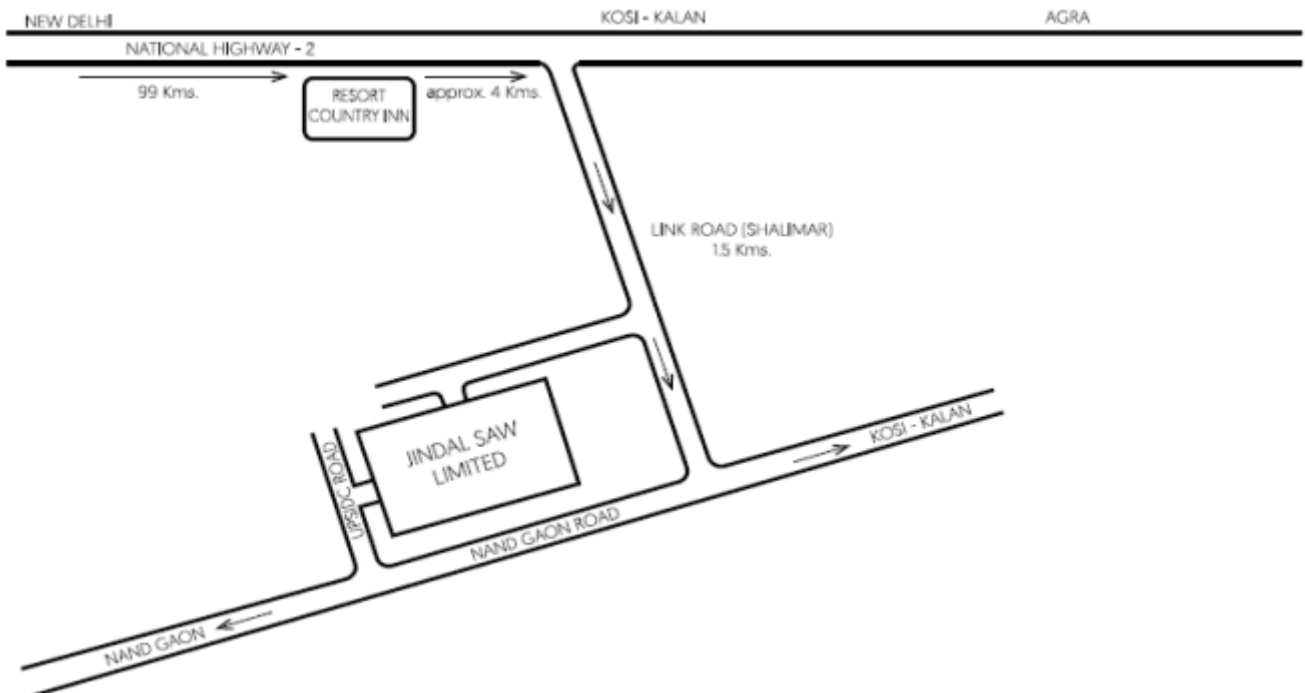 NEW DELHI
KOSI - KALAN
AGRA
NATIONAL HIGHWAY - 2
99 Kms.
RESORT
COUNTRY INN
approx. 4 Kms.
LINK ROAD (SHALIMAR)
1.5 Kms.
JINDAL SAW
LIMITED
KOSI - KALAN
UPSIDC ROAD
NAND GAON ROAD
NAND GAON